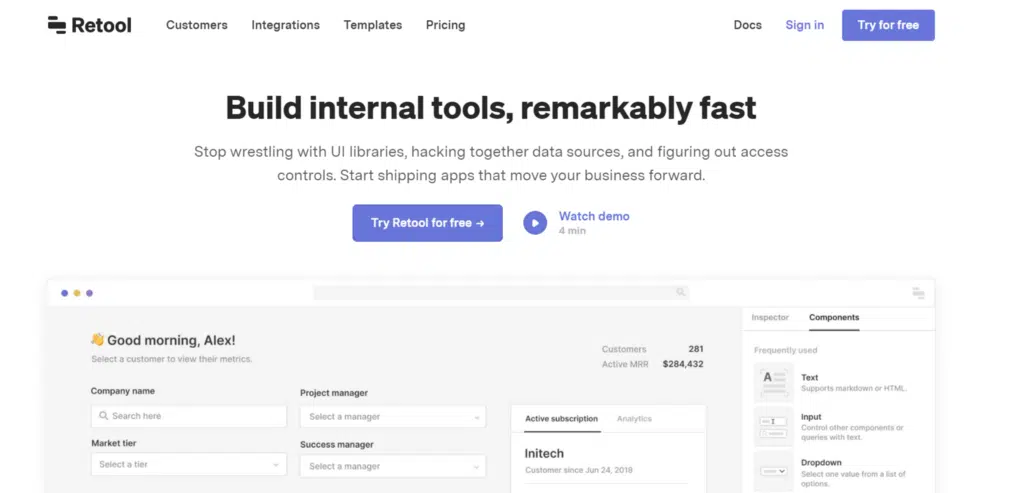 Retool
Customers
Integrations
Templates
Pricing
Docs
Sign in
Try for free
Build internal tools, remarkably fast
Stop wrestling with UI libraries, hacking together data sources, and figuring out access
controls. Start shipping apps that move your business forward.
Try Retool for free →
Watch demo
4 min
👋 Good morning, Alex!
Select a customer to view their metrics.
Customers 281
Active MRR $284,432
Company name
Search here
Project manager
Select a manager
Market tier
Select a tier
Success manager
Select a manager
Active subscription
Analytics
Initech
Customer since Jun 24, 2018
Inspector
Components
Frequently used
A
Text
Supports markdown or HTML.
Input
Control other components or
queries with text.
Dropdown
Select one value from a list of
options.